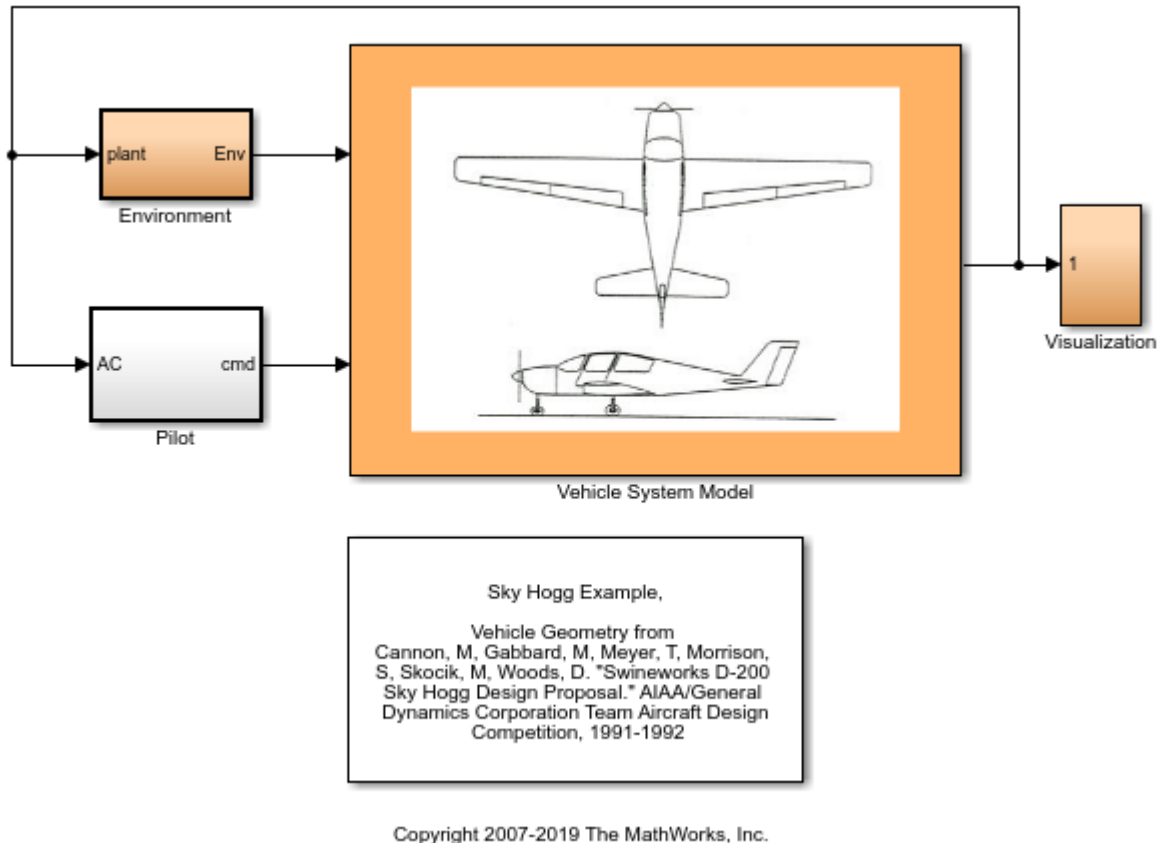 plant Env
Environment
AC cmd
Pilot
Vehicle System Model
1
Visualization
Sky Hogg Example,
Vehicle Geometry from
Cannon, M, Gabbard, M, Meyer, T, Morrison,
S, Skocik, M, Woods, D. "Swineworks D-200
Sky Hogg Design Proposal." AIAA/General
Dynamics Corporation Team Aircraft Design
Competition, 1991-1992
Copyright 2007-2019 The MathWorks, Inc.